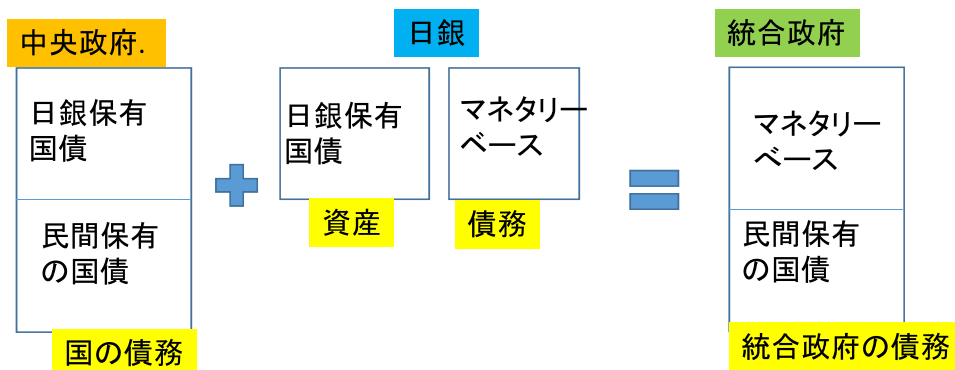 中央政府.
日銀保有
国債
民間保有
の国債
国の債務
日銀
日銀保有
国債
資産
マネタリー
ベース
債務
統合政府
マネタリー
ベース
民間保有
の国債
統合政府の債務